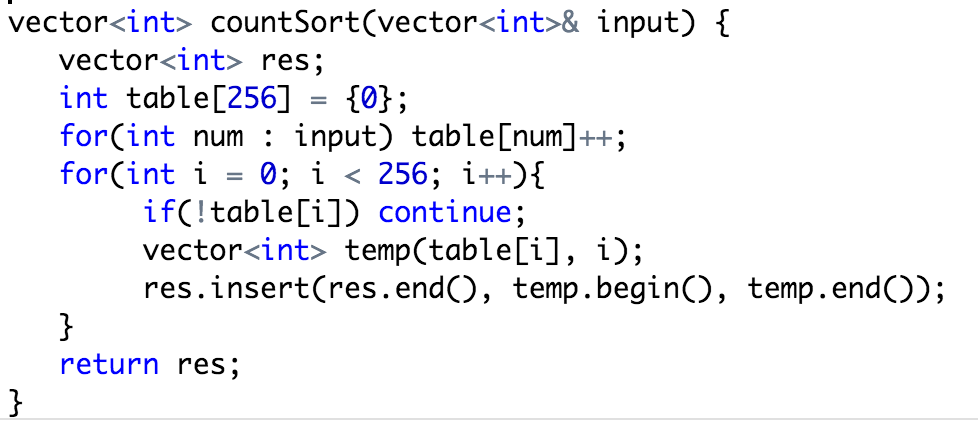 vector<int> countSort(vector<int>& input) {
   vector<int> res;
   int table[256] = {0};
   for(int num : input) table[num]++;
   for(int i = 0; i < 256; i++){
        if(!table[i]) continue;
        vector<int> temp(table[i], i);
        res.insert(res.end(), temp.begin(), temp.end());
   }
   return res;
}